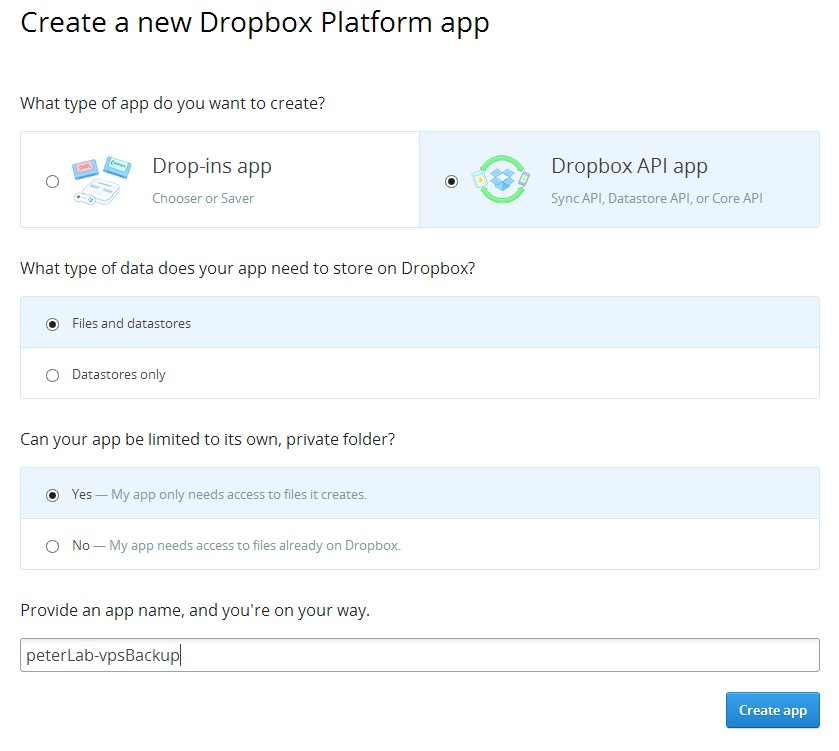 Create a new Dropbox Platform app
What type of app do you want to create?
Drop-ins app
Chooser or Saver
Dropbox API app
Sync API, Datastore API, or Core API
What type of data does your app need to store on Dropbox?
Files and datastores
Datastores only
Can your app be limited to its own, private folder?
Yes — My app only needs access to files it creates.
No — My app needs access to files already on Dropbox.
Provide an app name, and you're on your way.
peterLab-vpsBackup
Create app